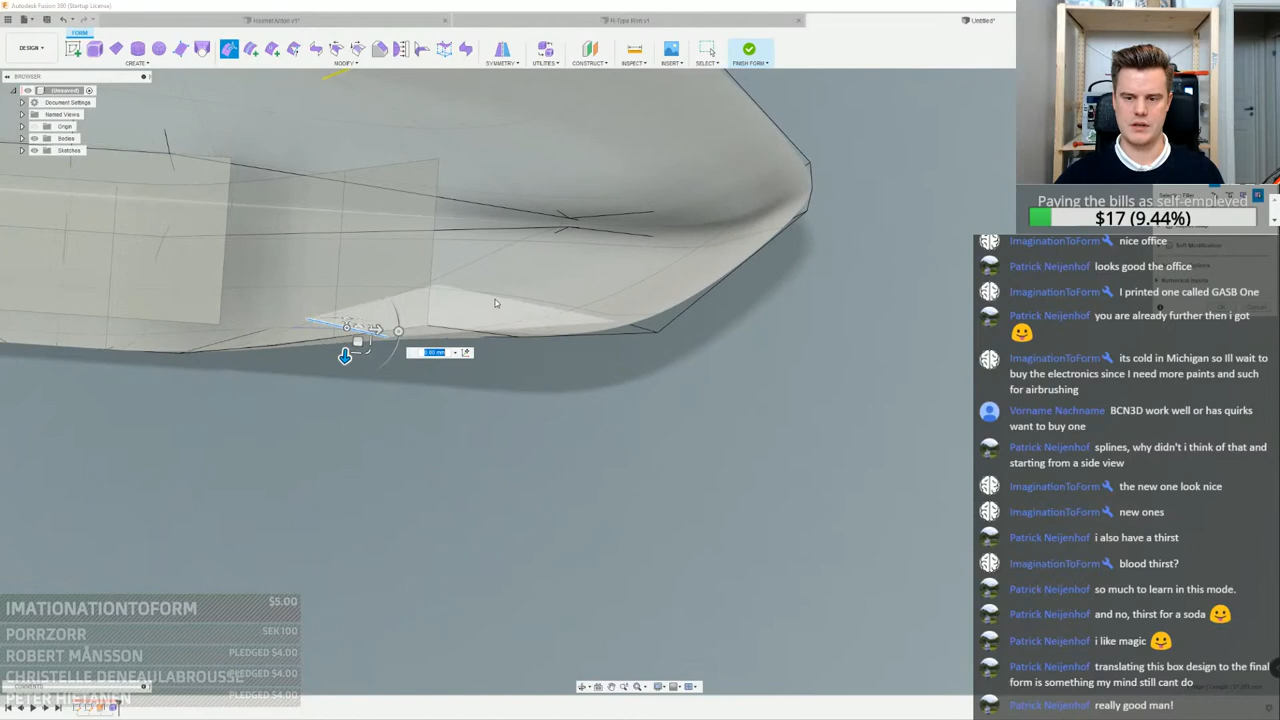 Autodesk Fusion 360 (Startup License)
Untitled*
FORM
DESIGN
CREATE
MODIFY
SYMMETRY
UTILITIES
CONSTRUCT
INSPECT
INSERT
SELECT
FINISH FORM
BROWSER
(Unsaved)
Document Settings
Named Views
Origin
Bodies
Sketches
COMMENTS
Paying the bills as self-employed
$17 (9.44%)
ImaginationToForm nice office
Patrick Neijenhof looks good the office
ImaginationToForm I printed one called GASB One
Patrick Neijenhof you are already further then i got
ImaginationToForm its cold in Michigan so Ill wait to
buy the electronics since I need more paints and such
for airbrushing
Vorname Nachname BCN3D work well or has quirks
want to buy one
Patrick Neijenhof splines, why didn't i think of that and
starting from a side view
ImaginationToForm the new one look nice
ImaginationToForm new ones
Patrick Neijenhof i also have a thirst
ImaginationToForm blood thirst?
Patrick Neijenhof so much to learn in this mode.
Patrick Neijenhof and no, thirst for a soda
Patrick Neijenhof i like magic
Patrick Neijenhof translating this box design to the final
form is something my mind still cant do
Patrick Neijenhof really good man!
IMATIONATIONTOFORM $5.00
PORRZORR SEK100
ROBERT MÅNSSON PLEDGED $4.00
CHRISTELLE DENEAULABROUSSE PLEDGED $4.00
PETER HIETANEN PLEDGED $4.00